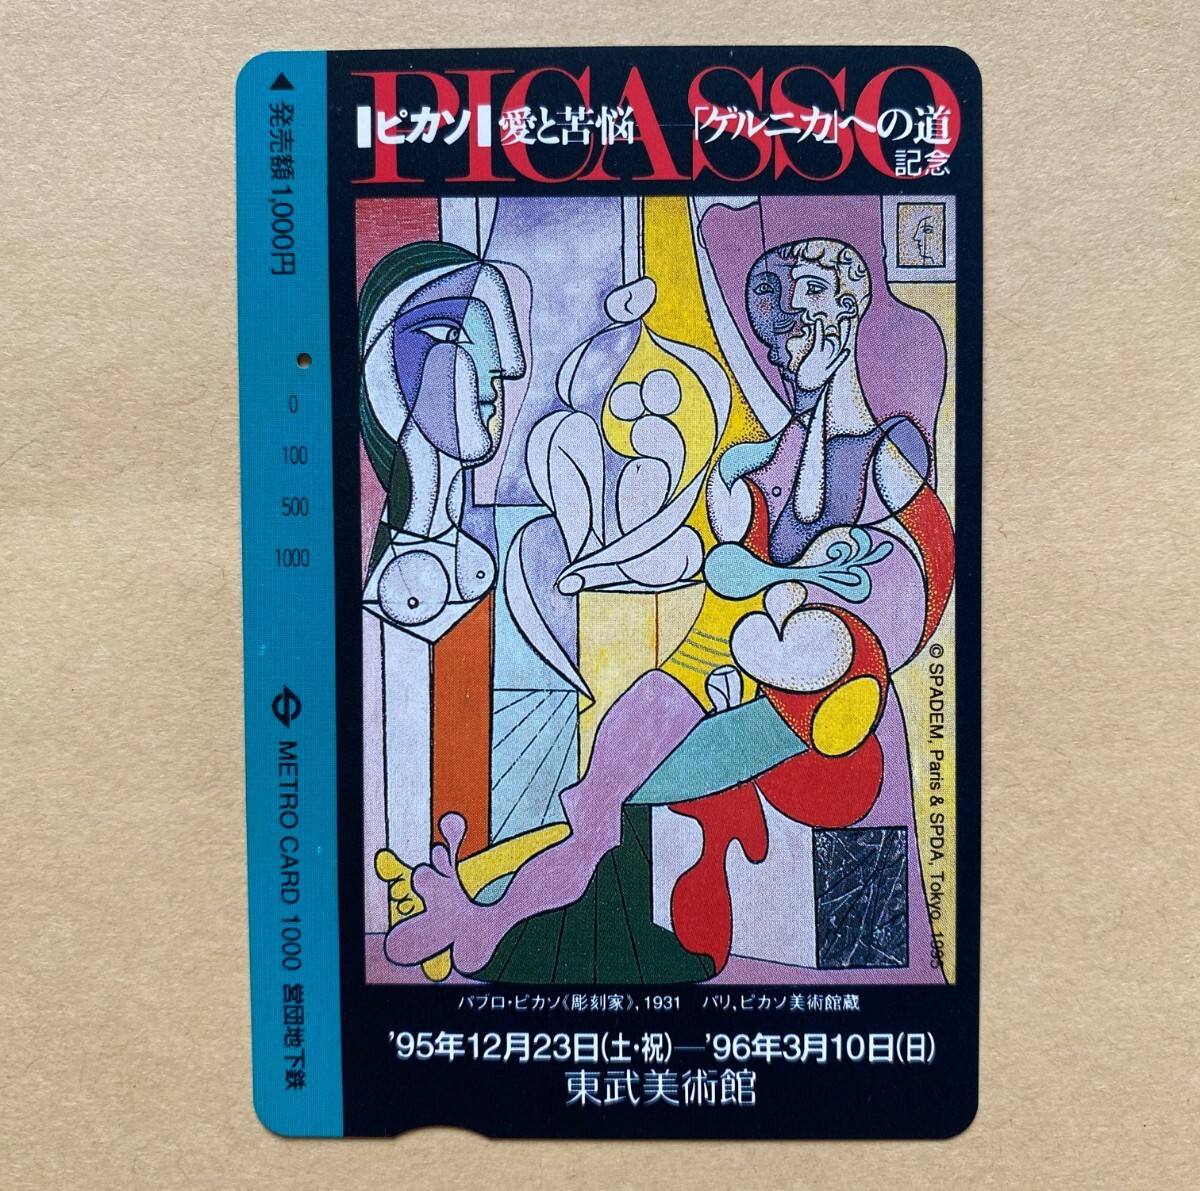 PICASSO
ピカソ 愛と苦悩 「ゲルニカ」への道
記念
◀発売額1,000円
0
100
500
1000
METRO CARD 1000 営団地下鉄
© SPADEM, Paris & SPDA, Tokyo, 1995
パブロ・ピカソ《彫刻家》, 1931 パリ、ピカソ美術館蔵
'95年12月23日(土・祝)―'96年3月10日(日)
東武美術館